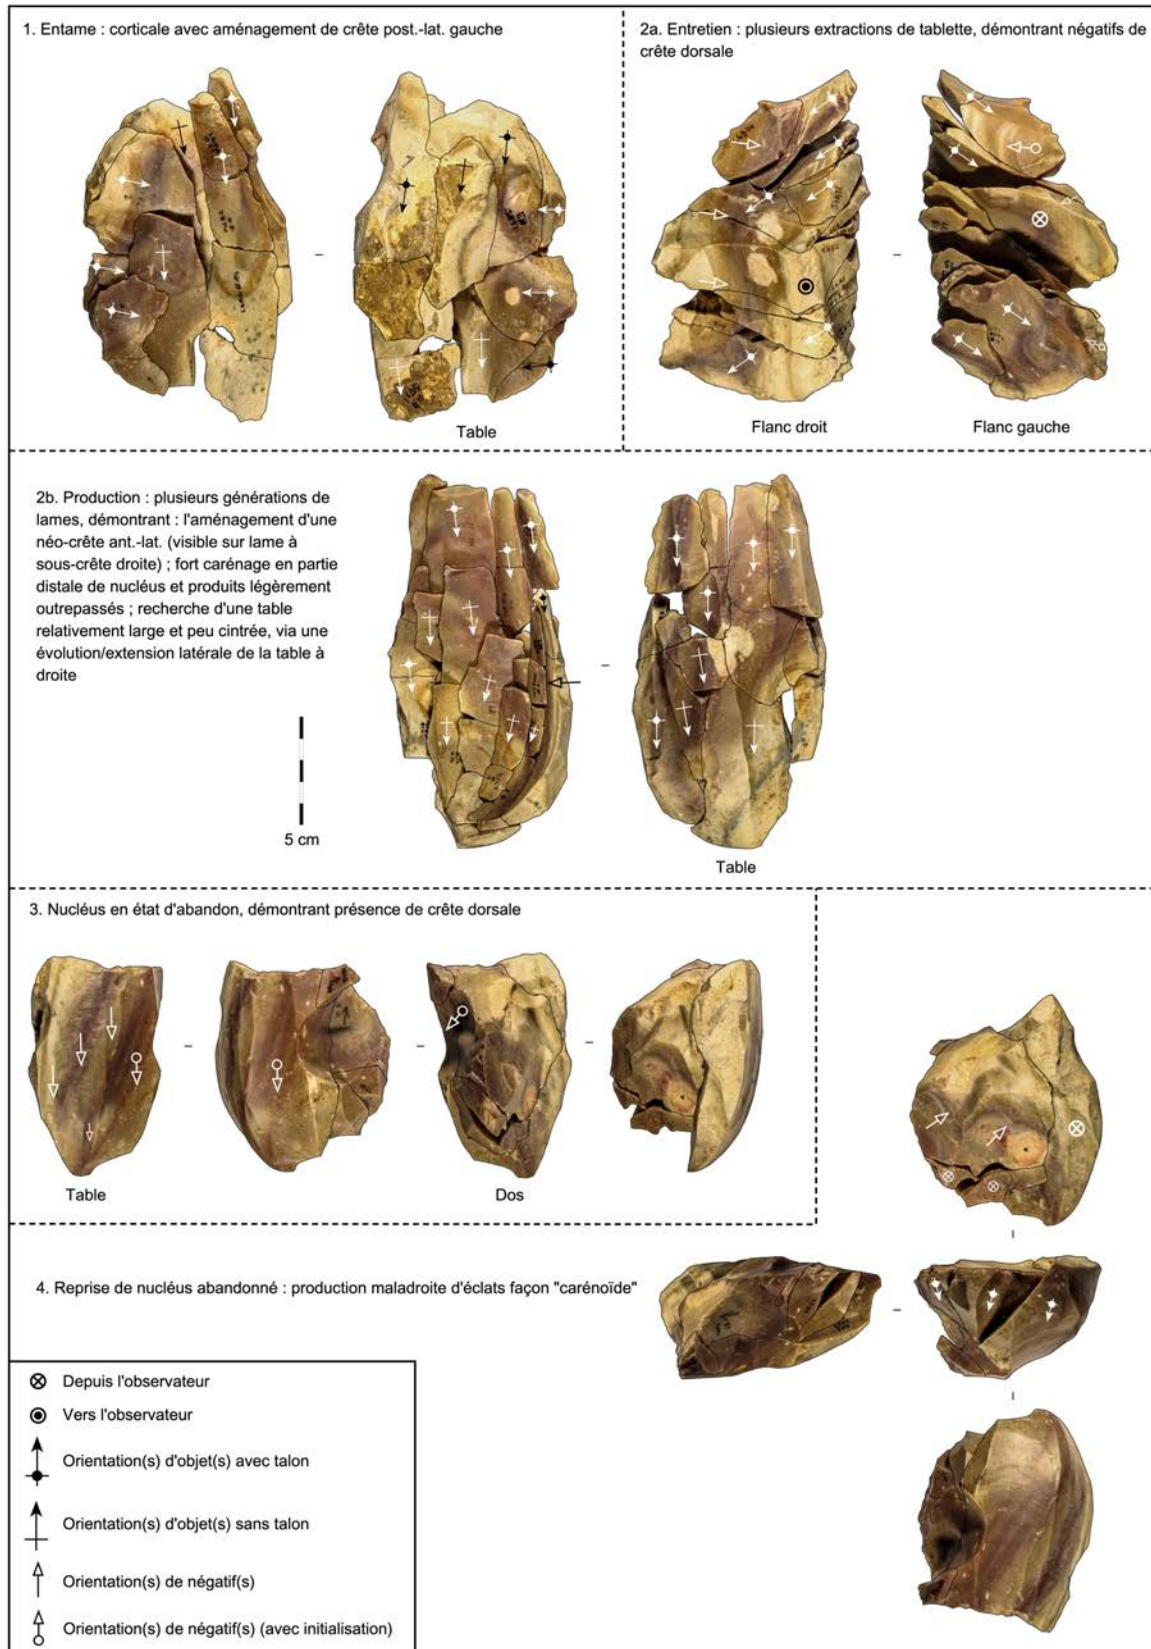 1. Entame : corticale avec aménagement de crête post.-lat. gauche
Table
2a. Entretien : plusieurs extractions de tablette, démontrant négatifs de
crête dorsale
Flanc droit
Flanc gauche
2b. Production : plusieurs générations de
lames, démontrant : l'aménagement d'une
néo-crête ant.-lat. (visible sur lame à
sous-crête droite) ; fort carénage en partie
distale de nucléus et produits légèrement
outrepassés ; recherche d'une table
relativement large et peu cintrée, via une
évolution/extension latérale de la table à
droite
5 cm
Table
3. Nucléus en état d'abandon, démontrant présence de crête dorsale
Table
Dos
4. Reprise de nucléus abandonné : production maladroite d'éclats façon "carénoïde"
Depuis l'observateur
Vers l'observateur
Orientation(s) d'objet(s) avec talon
Orientation(s) d'objet(s) sans talon
Orientation(s) de négatif(s)
Orientation(s) de négatif(s) (avec initialisation)